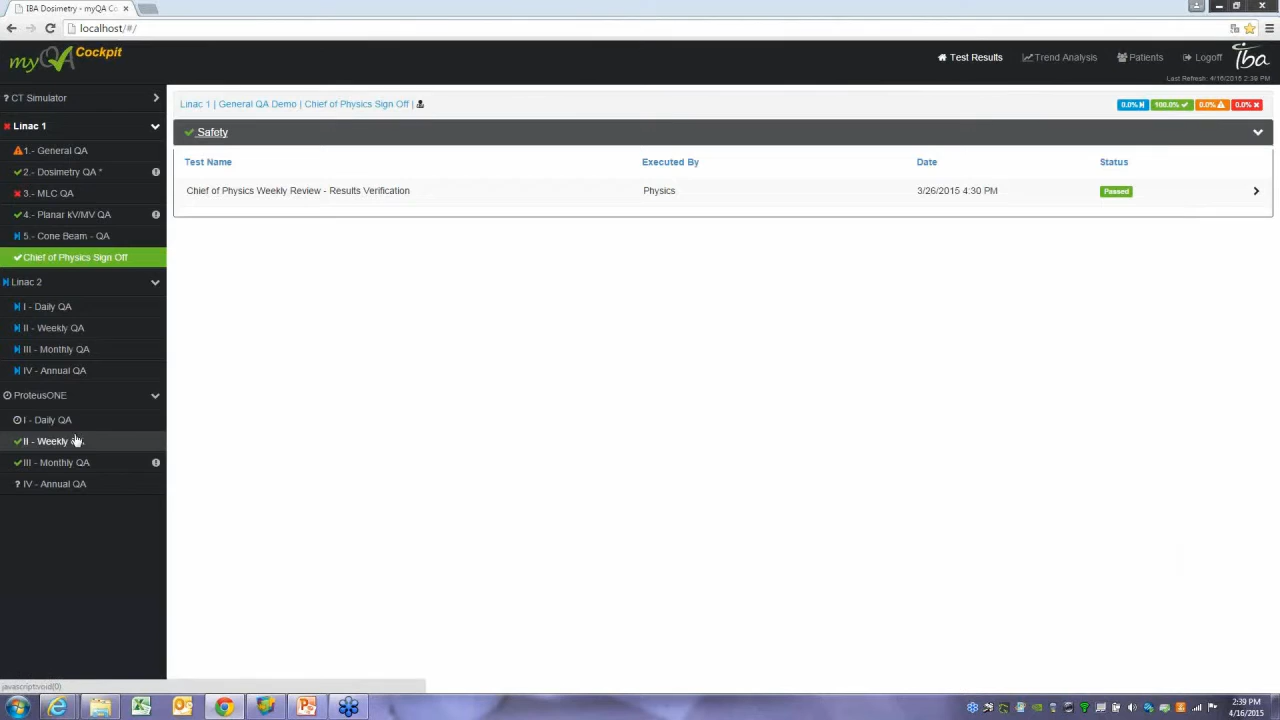 IBA Dosimetry - myQA Co
localhost/#/
myQA Cockpit
Test Results
Trend Analysis
Patients
Logoff
iba
Last Refresh: 4/16/2015 2:39 PM
? CT Simulator
Linac 1
1.- General QA
2.- Dosimetry QA *
3.- MLC QA
4.- Planar kV/MV QA
5.- Cone Beam - QA
Chief of Physics Sign Off
Linac 2
I - Daily QA
II - Weekly QA
III - Monthly QA
IV - Annual QA
ProteusONE
I - Daily QA
II - Weekly
III - Monthly QA
? IV - Annual QA
Linac 1 | General QA Demo | Chief of Physics Sign Off |
0.0% 100.0% 0.0% 0.0%
Safety
Test Name Executed By Date Status
Chief of Physics Weekly Review - Results Verification Physics 3/26/2015 4:30 PM Passed
javascript:void(0)
2:39 PM
4/16/2015